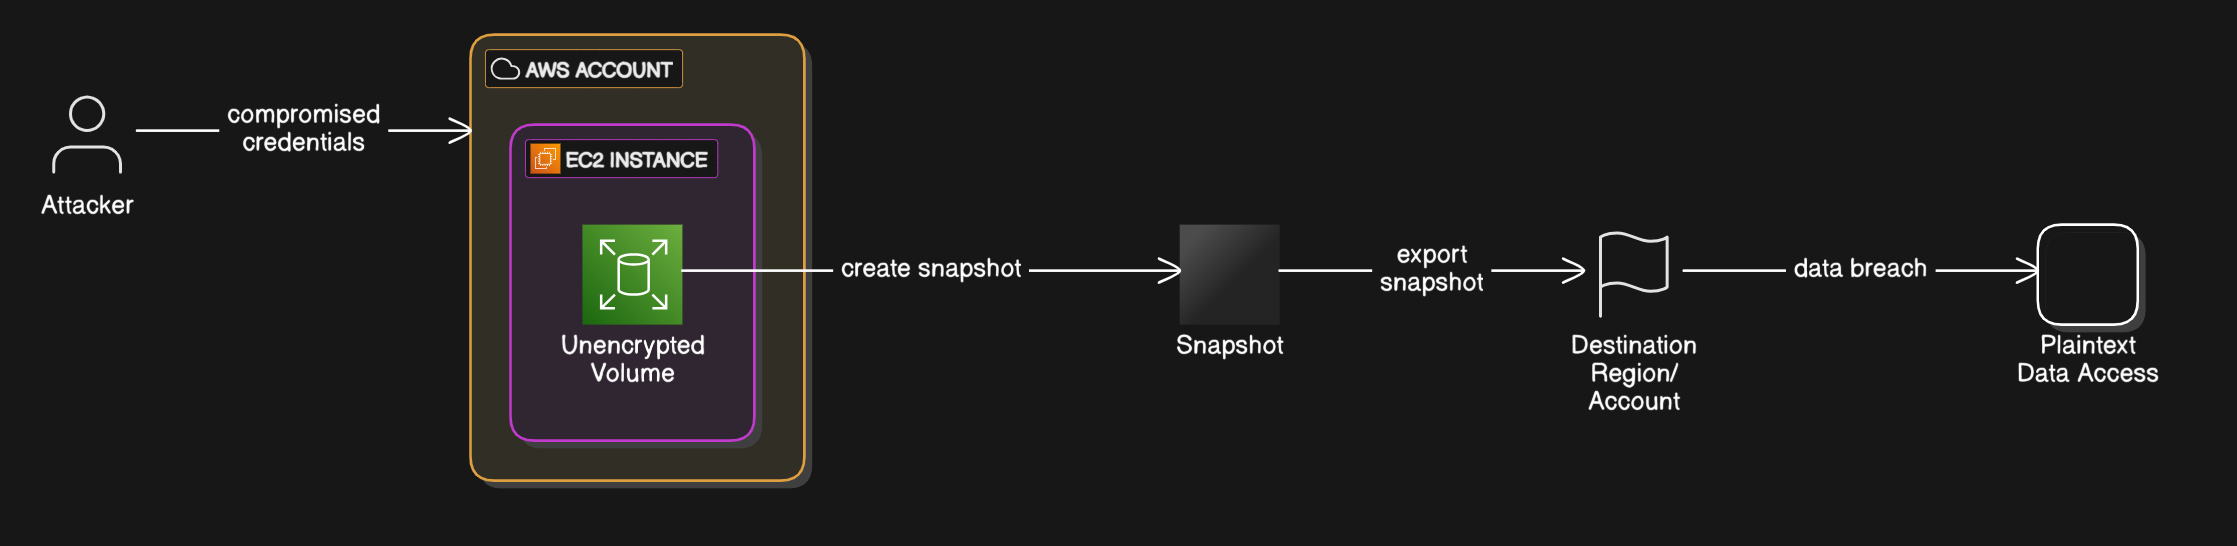 Attacker
compromised
credentials
AWS ACCOUNT
EC2 INSTANCE
Unencrypted
Volume
create snapshot
Snapshot
export
snapshot
Destination
Region/
Account
data breach
Plaintext
Data Access